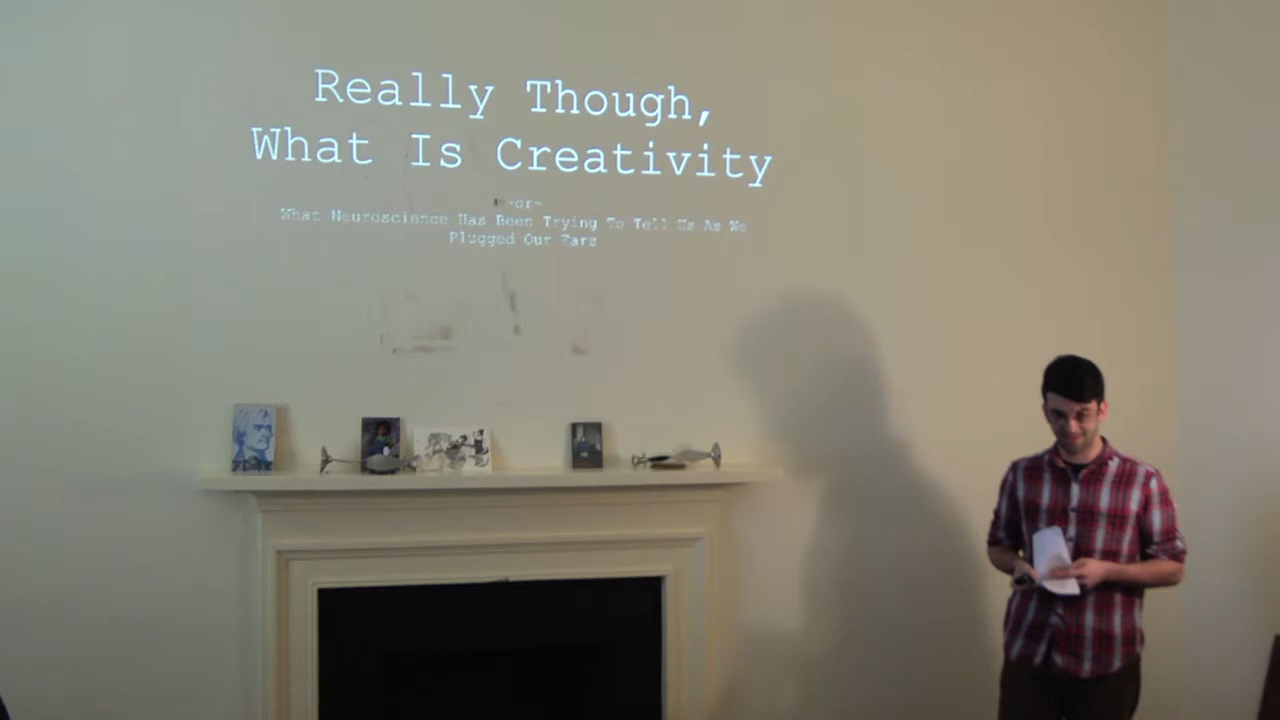 Really Though,
What Is Creativity
~or~
What Neuroscience Has Been Trying To Tell Us As We
Plugged Our Ears